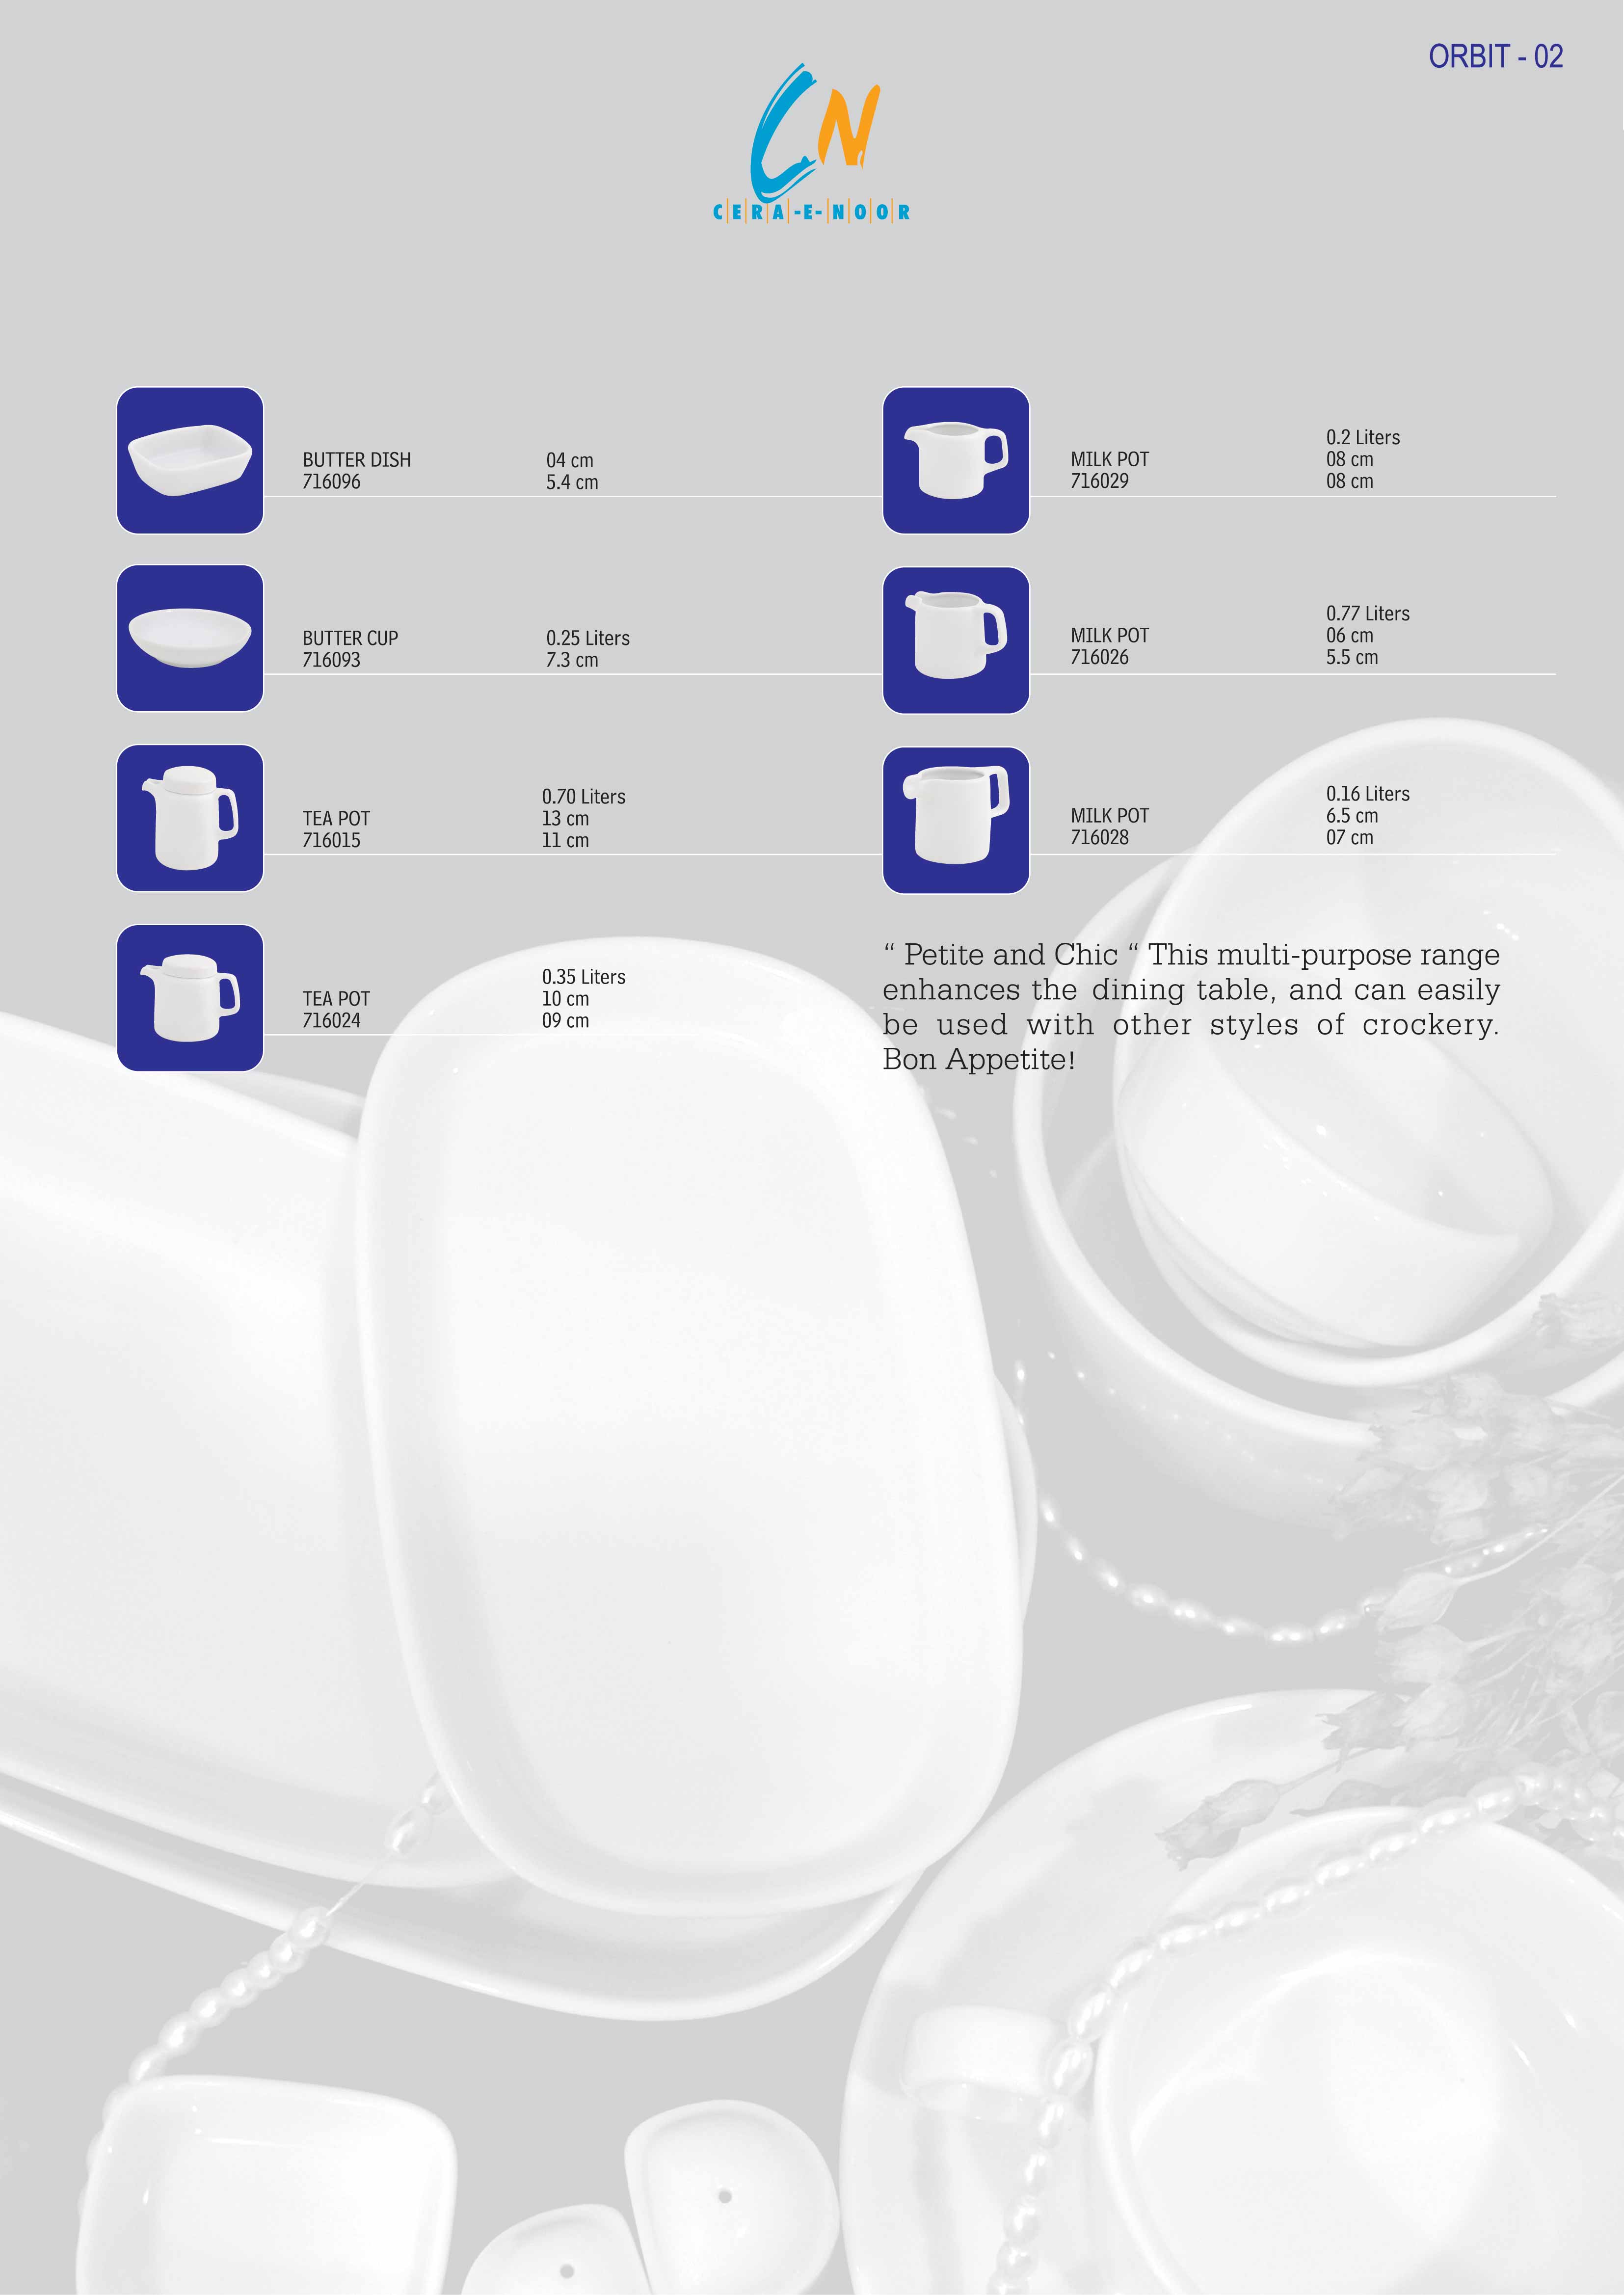 ORBIT - 02
CN
C|E|R|A|-E-|N|O|O|R
BUTTER DISH
716096
04 cm
5.4 cm
BUTTER CUP
716093
0.25 Liters
7.3 cm
TEA POT
716015
0.70 Liters
13 cm
11 cm
TEA POT
716024
0.35 Liters
10 cm
09 cm
MILK POT
716029
0.2 Liters
08 cm
08 cm
MILK POT
716026
0.77 Liters
06 cm
5.5 cm
MILK POT
716028
0.16 Liters
6.5 cm
07 cm
“ Petite and Chic “ This multi-purpose range
enhances the dining table, and can easily
be used with other styles of crockery.
Bon Appetite!